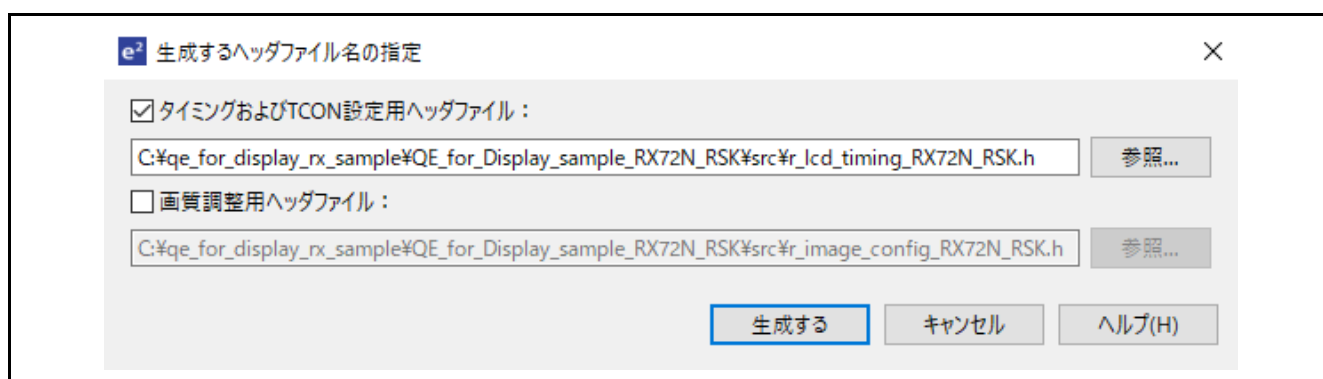 e² 生成するヘッダファイル名の指定
タイミングおよびTCON設定用ヘッダファイル：
C:¥qe_for_display_rx_sample¥QE_for_Display_sample_RX72N_RSK¥src¥r_lcd_timing_RX72N_RSK.h 参照...
画質調整用ヘッダファイル：
C:¥qe_for_display_rx_sample¥QE_for_Display_sample_RX72N_RSK¥src¥r_image_config_RX72N_RSK.h 参照...
生成する キャンセル ヘルプ(H)